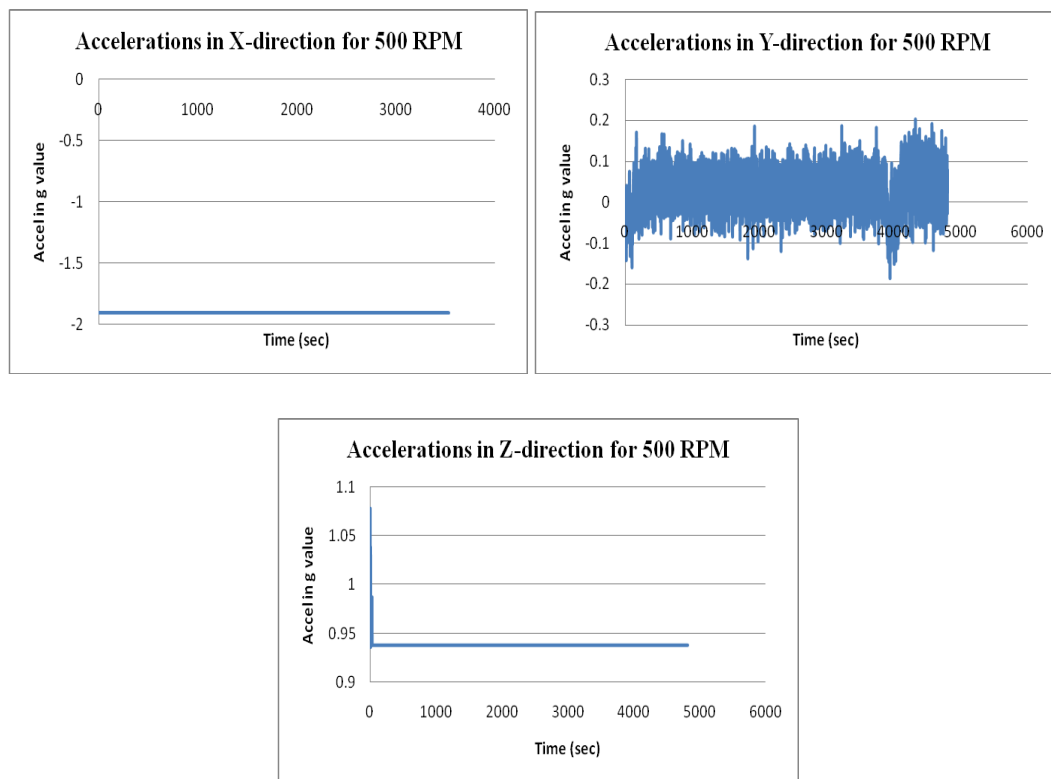 Accelerations in X-direction for 500 RPM
0
0 1000 2000 3000 4000
-0.5
-1
-1.5
-2
Accel in g value
Time (sec)
Accelerations in Y-direction for 500 RPM
0.3
0.2
0.1
0
0 1000 2000 3000 4000 5000 6000
-0.1
-0.2
-0.3
Accel in g value
Time (sec)
Accelerations in Z-direction for 500 RPM
1.1
1.05
1
0.95
0.9
0 1000 2000 3000 4000 5000 6000
Accel in g value
Time (sec)